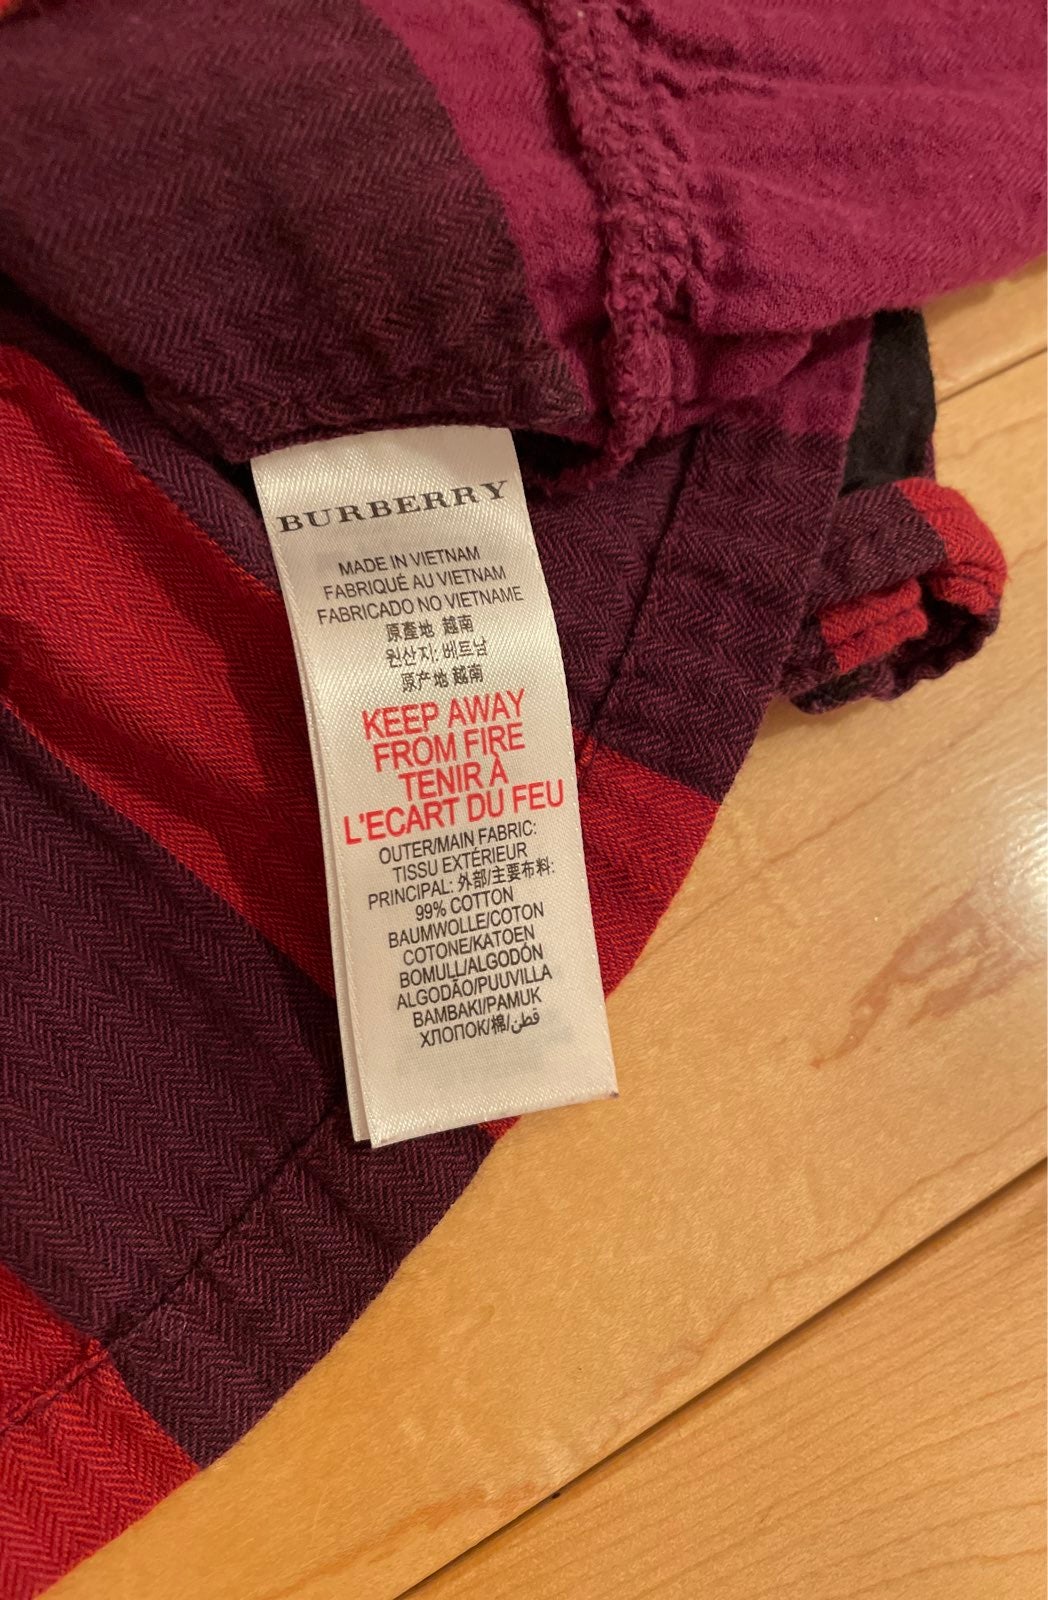 BURBERRY
MADE IN VIETNAM
FABRIQUÉ AU VIETNAM
FABRICADO NO VIETNAME
原產地 越南
원산지: 베트남
原产地 越南
KEEP AWAY
FROM FIRE
TENIR À
L'ECART DU FEU
OUTER/MAIN FABRIC:
TISSU EXTÉRIEUR
PRINCIPAL: 外部/主要布料:
99% COTTON
BAUMWOLLE/COTON
COTONE/KATOEN
BOMULL/ALGODÓN
ALGODÃO/PUUVILLA
BAMBAKI/PAMUK
ХЛОПОК/棉/قطن